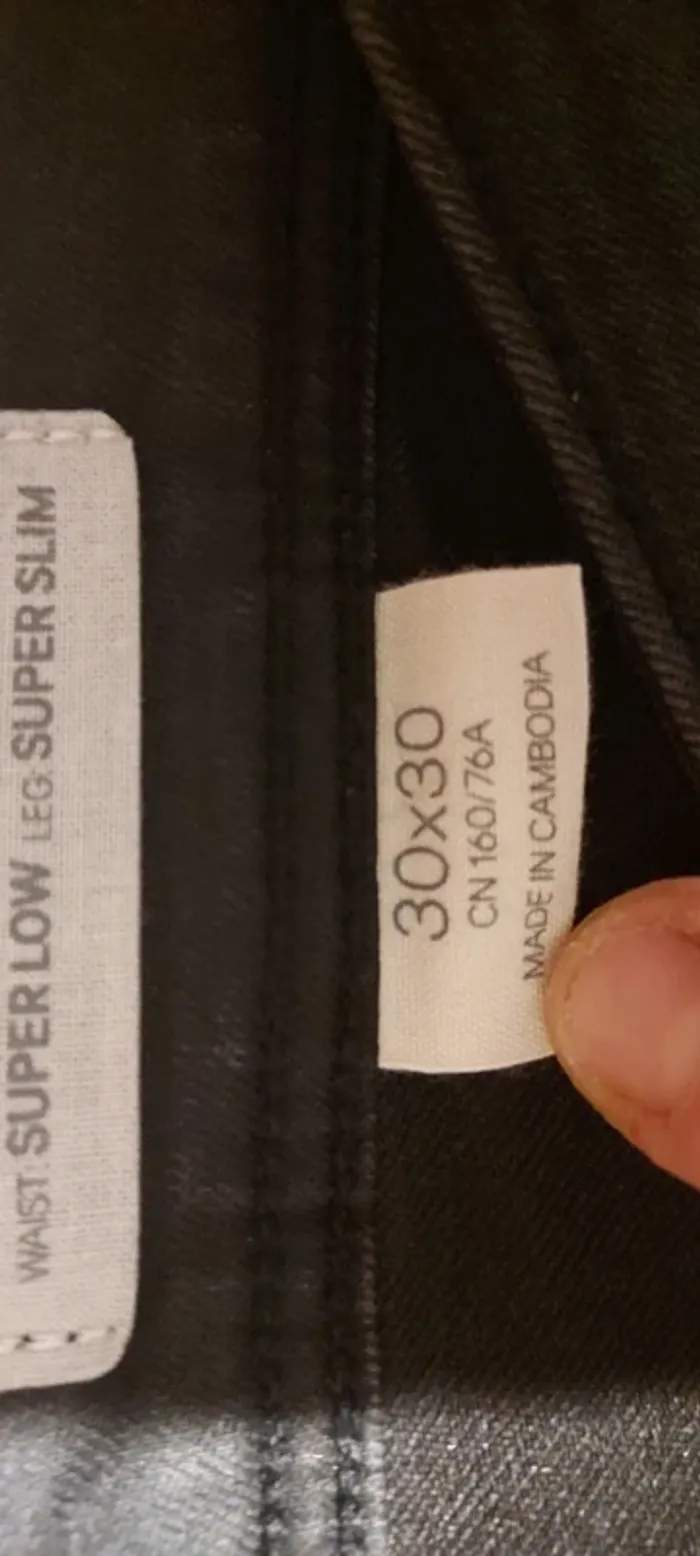 WAIST: SUPER LOW LEG: SUPER SLIM
30x30
CN 160/76A
MADE IN CAMBODIA